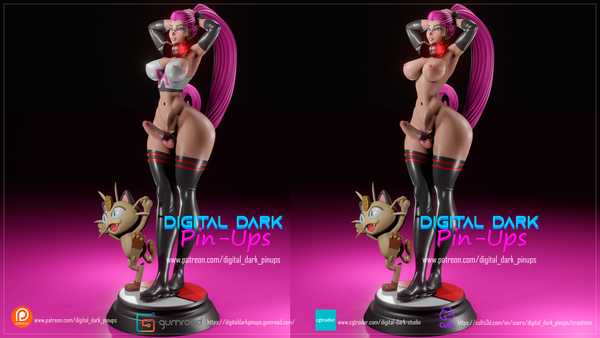 DIGITAL DARK
Pin-Ups
www.patreon.com/digital_dark_pinups
DIGITAL DARK
Pin-Ups
www.patreon.com/digital_dark_pinups
www.patreon.com/digital_dark_pinups
gumroad
https://digitaldarkpinups.gumroad.com/
cgtrader
www.cgtrader.com/digital-dark-studio
https://cults3d.com/en/users/digital_dark_pinups/creations